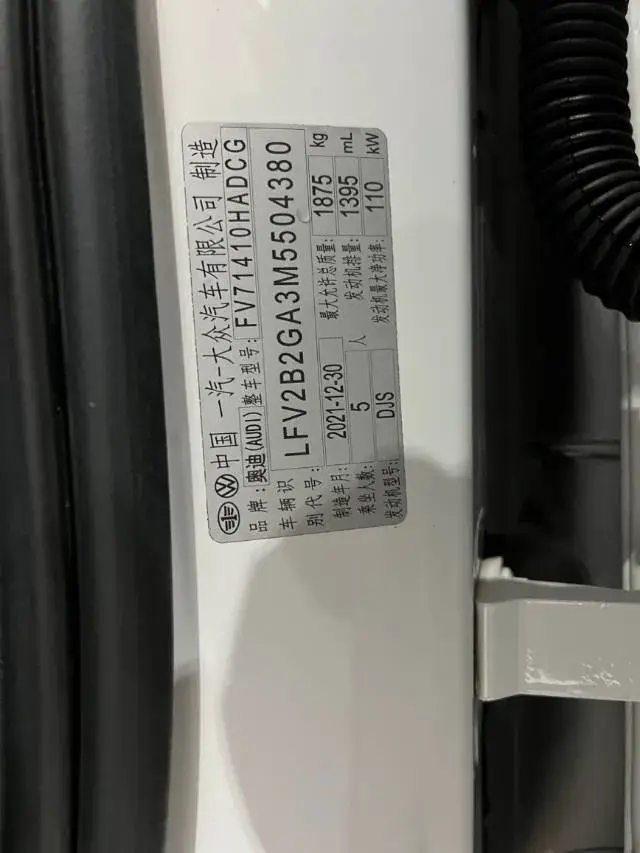 中国 一汽-大众汽车有限公司 制造
品牌:奥迪(AUDI) 整车型号: FV71410HADCG
车辆识别代号: LFV2B2GA3M5504380
制造年月: 2021-12-30 最大允许总质量: 1875 kg
乘坐人数: 5 人 发动机排量: 1395 mL
发动机型号: DJS 发动机最大净功率: 110 kW